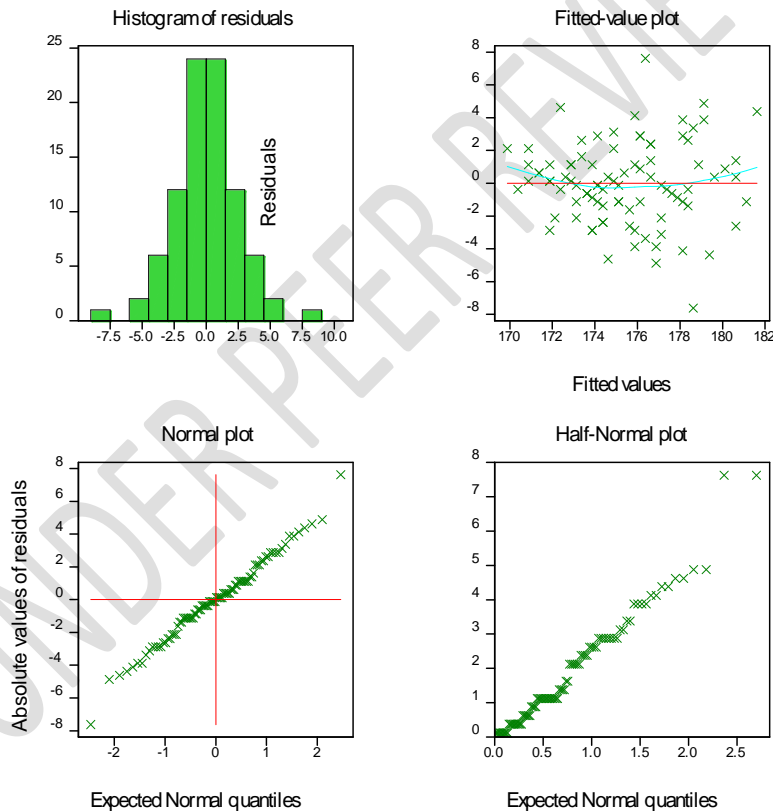 Histogram of residuals
25
20
15
10
5
0
-7.5 -5.0 -2.5 0.0 2.5 5.0 7.5 10.0
Residuals
Fitted-value plot
8
6
4
2
0
-2
-4
-6
-8
170 172 174 176 178 180 182
Fitted values
Normal plot
Absolute values of residuals
8
6
4
2
0
-2
-4
-6
-8
-2 -1 0 1 2
Expected Normal quantiles
Half-Normal plot
8
7
6
5
4
3
2
1
0
0.0 0.5 1.0 1.5 2.0 2.5
Expected Normal quantiles
UNDER PEER REVIE